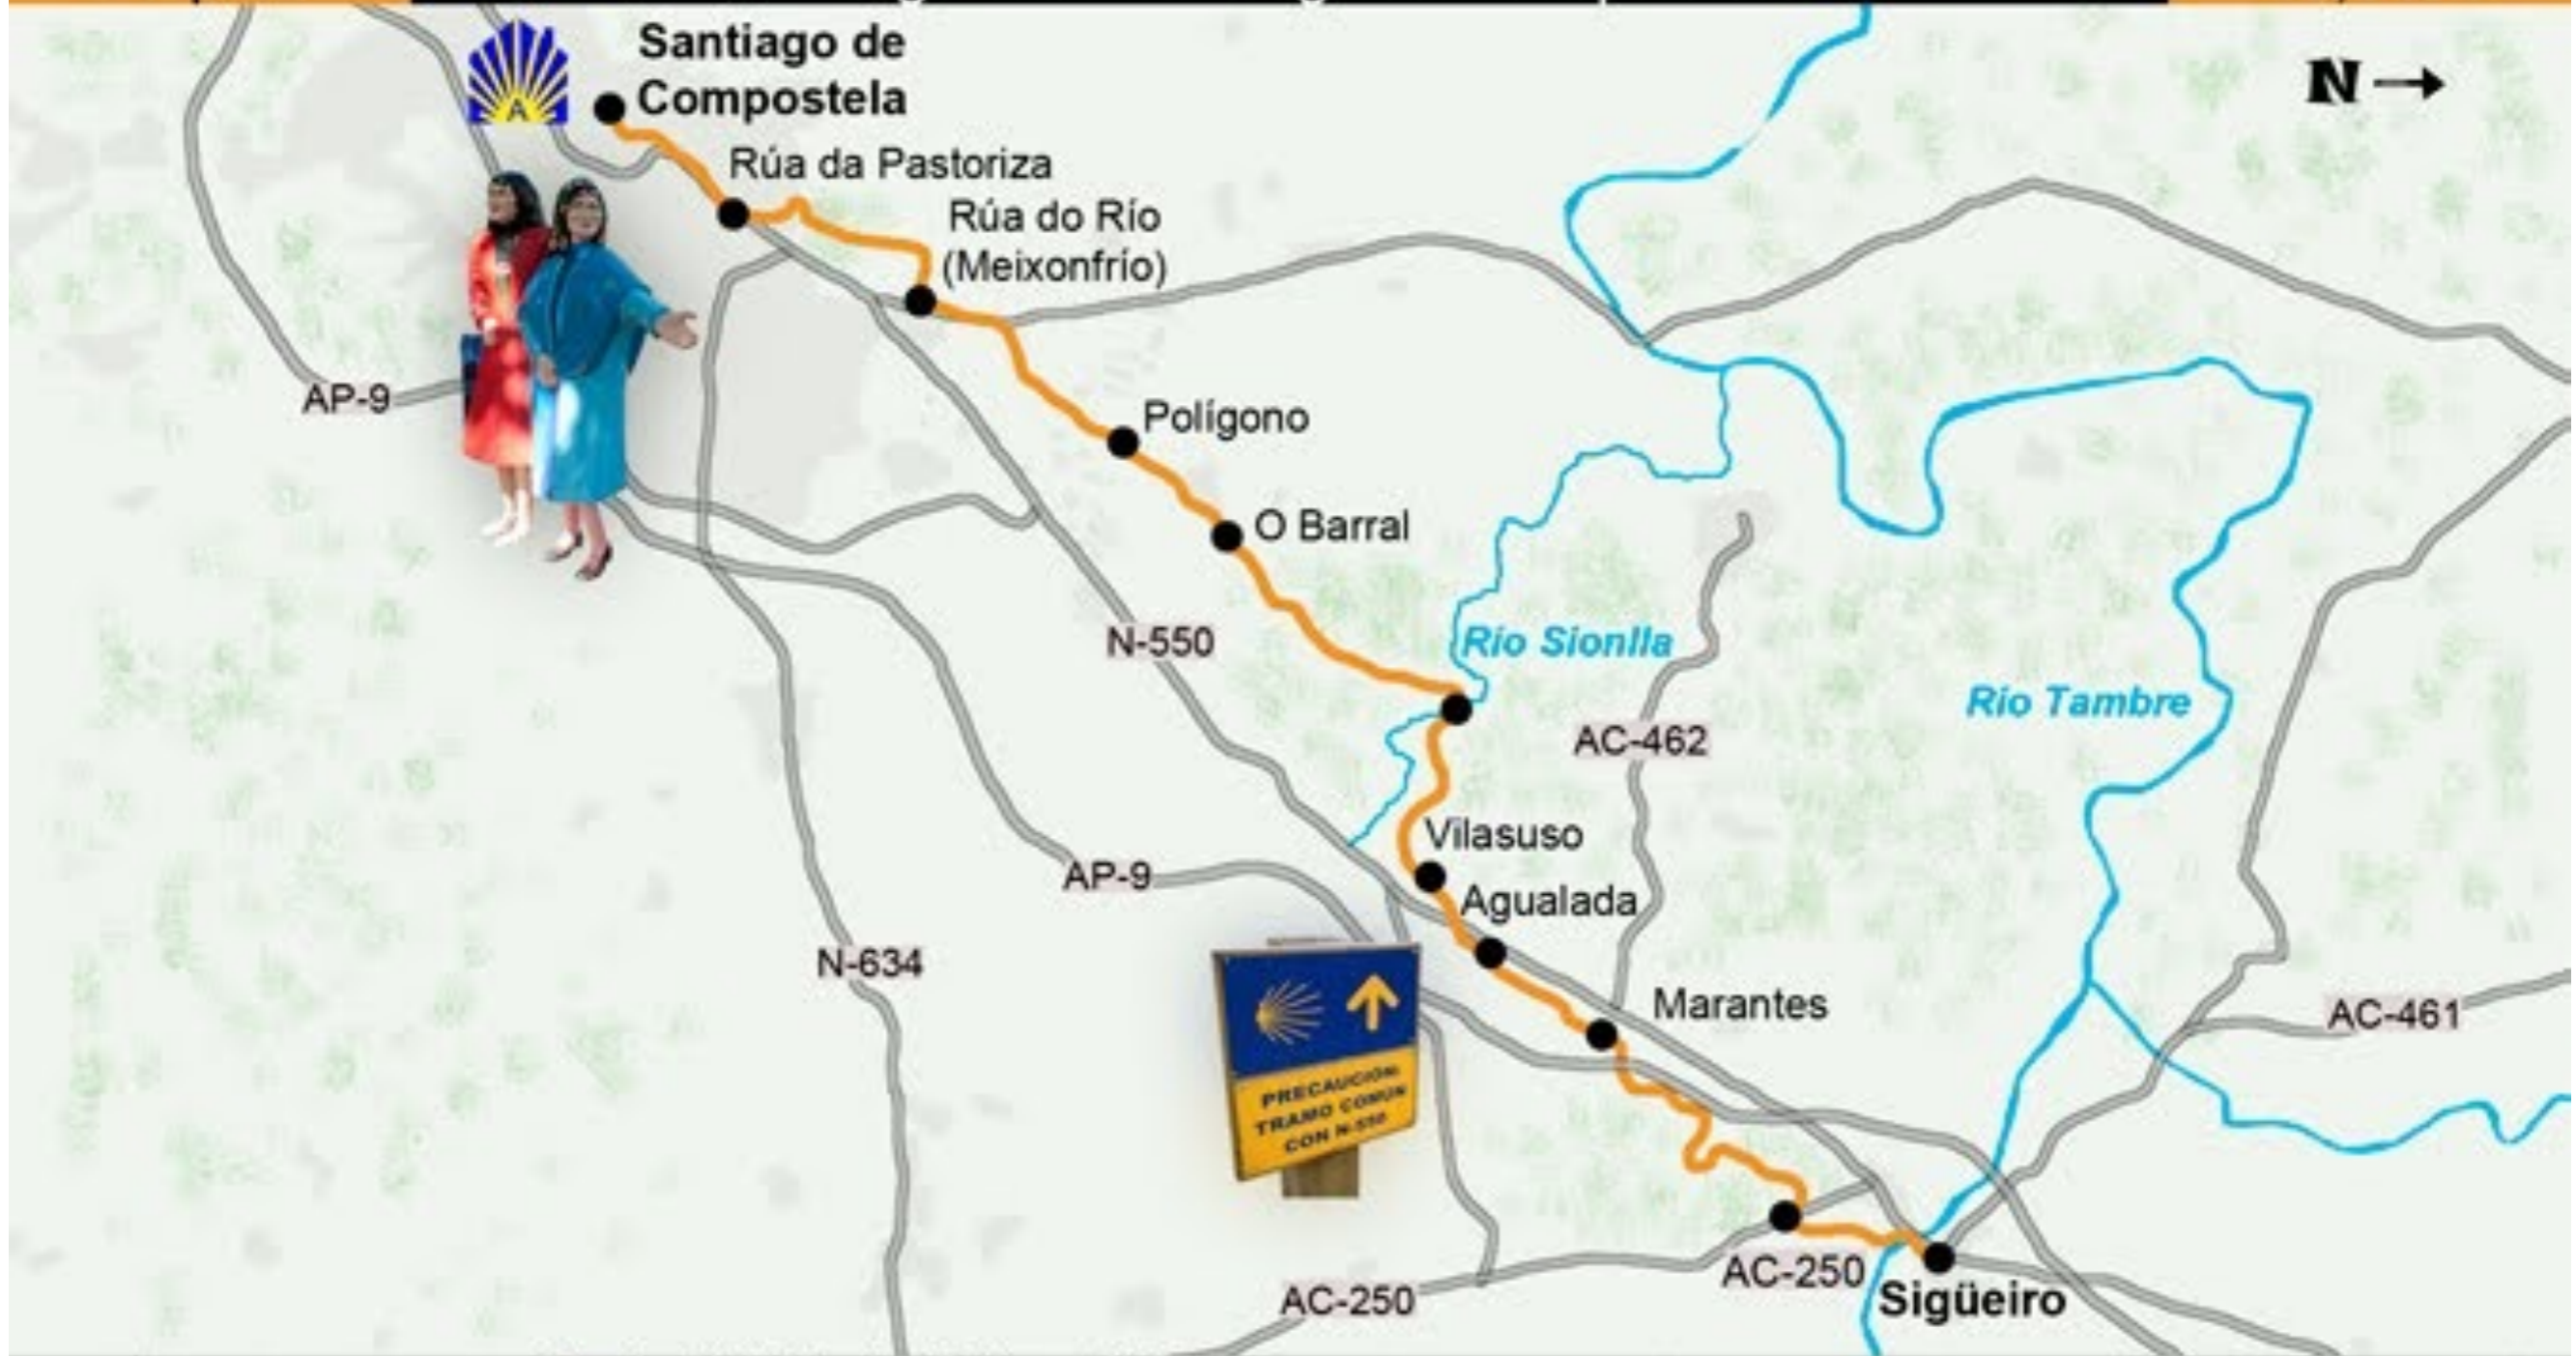 Santiago de
Compostela
N
A
Rúa da Pastoriza
Rúa do Río
(Meixonfrío)
AP-9
Polígono
O Barral
N-550
Río Sionlla
Río Tambre
AC-462
Vilasuso
AP-9
Agualada
N-634
Marantes
AC-461
PRECAUCIÓN:
TRAMO COMÚN
CON N-550
AC-250
AC-250
Sigüeiro